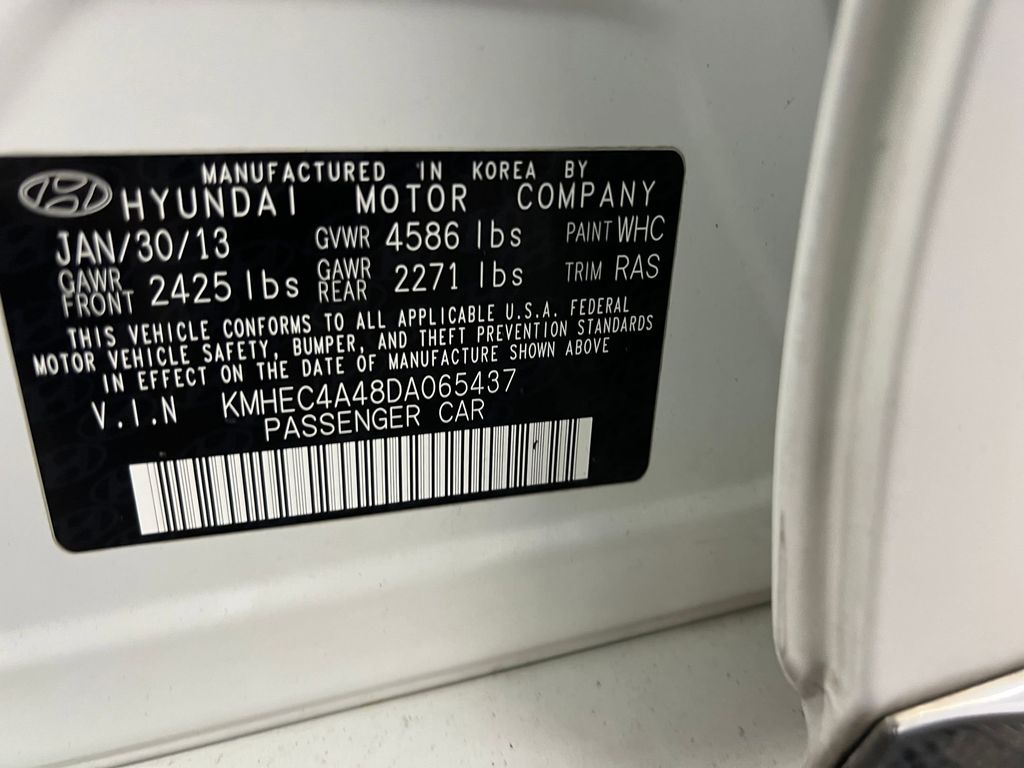 MANUFACTURED IN KOREA BY
HYUNDAI MOTOR COMPANY
JAN/30/13 GVWR 4586 lbs PAINT WHC
GAWR FRONT 2425 lbs GAWR REAR 2271 lbs TRIM RAS
THIS VEHICLE CONFORMS TO ALL APPLICABLE U.S.A. FEDERAL
MOTOR VEHICLE SAFETY, BUMPER, AND THEFT PREVENTION STANDARDS
IN EFFECT ON THE DATE OF MANUFACTURE SHOWN ABOVE
V.I.N KMHEC4A48DA065437
PASSENGER CAR